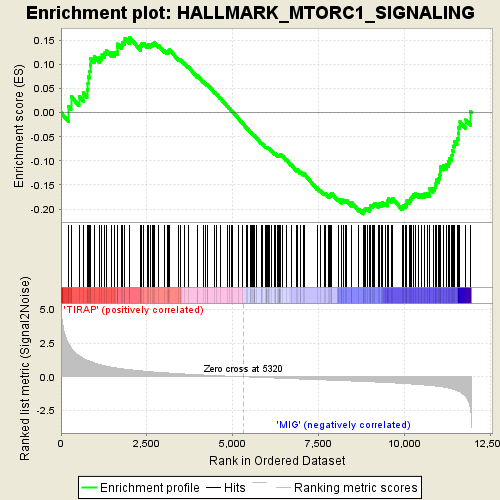 Enrichment plot: HALLMARK_MTORC1_SIGNALING
Enrichment score (ES)
0.15
0.10
0.05
0.00
-0.05
-0.10
-0.15
-0.20
Ranked list metric (Signal2Noise)
'TIRAP' (positively correlated)
5.0
2.5
Zero cross at 5320
0.0
-2.5
'MIG' (negatively correlated)
0 2,500 5,000 7,500 10,000 12,500
Rank in Ordered Dataset
Enrichment profile Hits Ranking metric scores